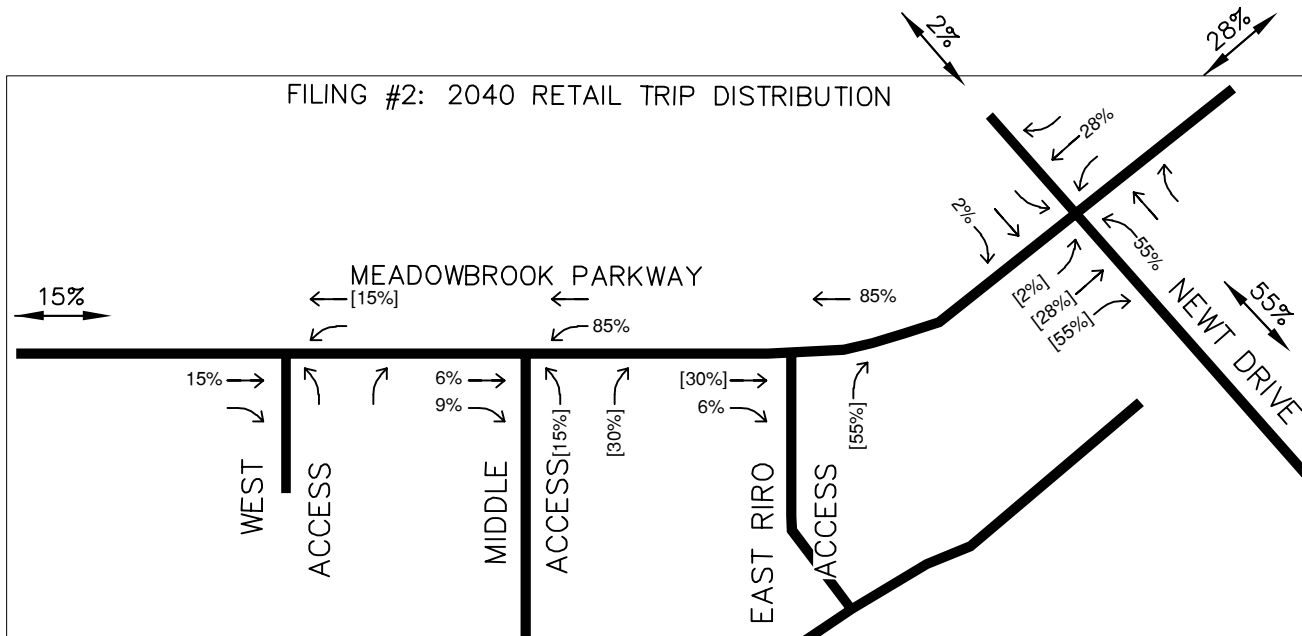 2%
28%
FILING #2: 2040 RETAIL TRIP DISTRIBUTION
28%
2%
55%
[2%]
[28%]
[55%]
NEWT DRIVE
55%
MEADOWBROOK PARKWAY
15%
[15%]
85%
85%
15%
6%
9%
[15%]
[30%]
[30%]
6%
[55%]
WEST
ACCESS
MIDDLE
ACCESS
EAST RIRO
ACCESS